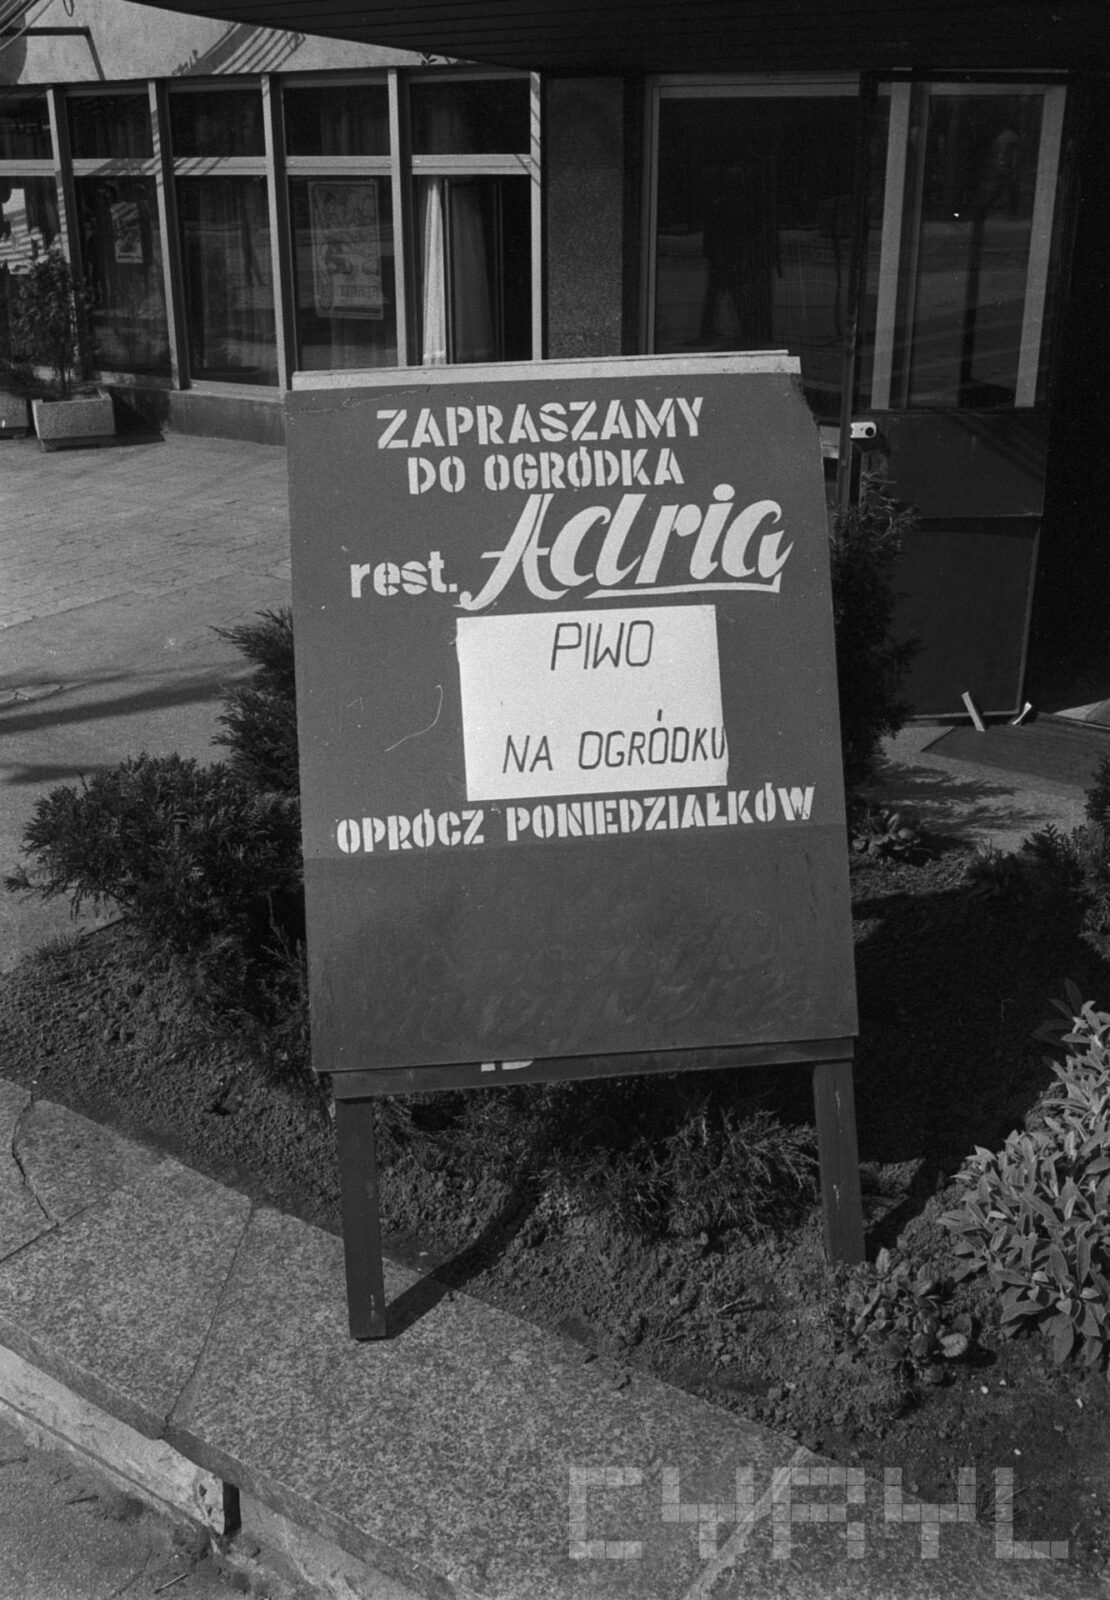 ZAPRASZAMY
DO OGRÓDKA
rest. Adria
PIWO
NA OGRÓDKU
OPRÓCZ PONIEDZIAŁKÓW
CYRYL